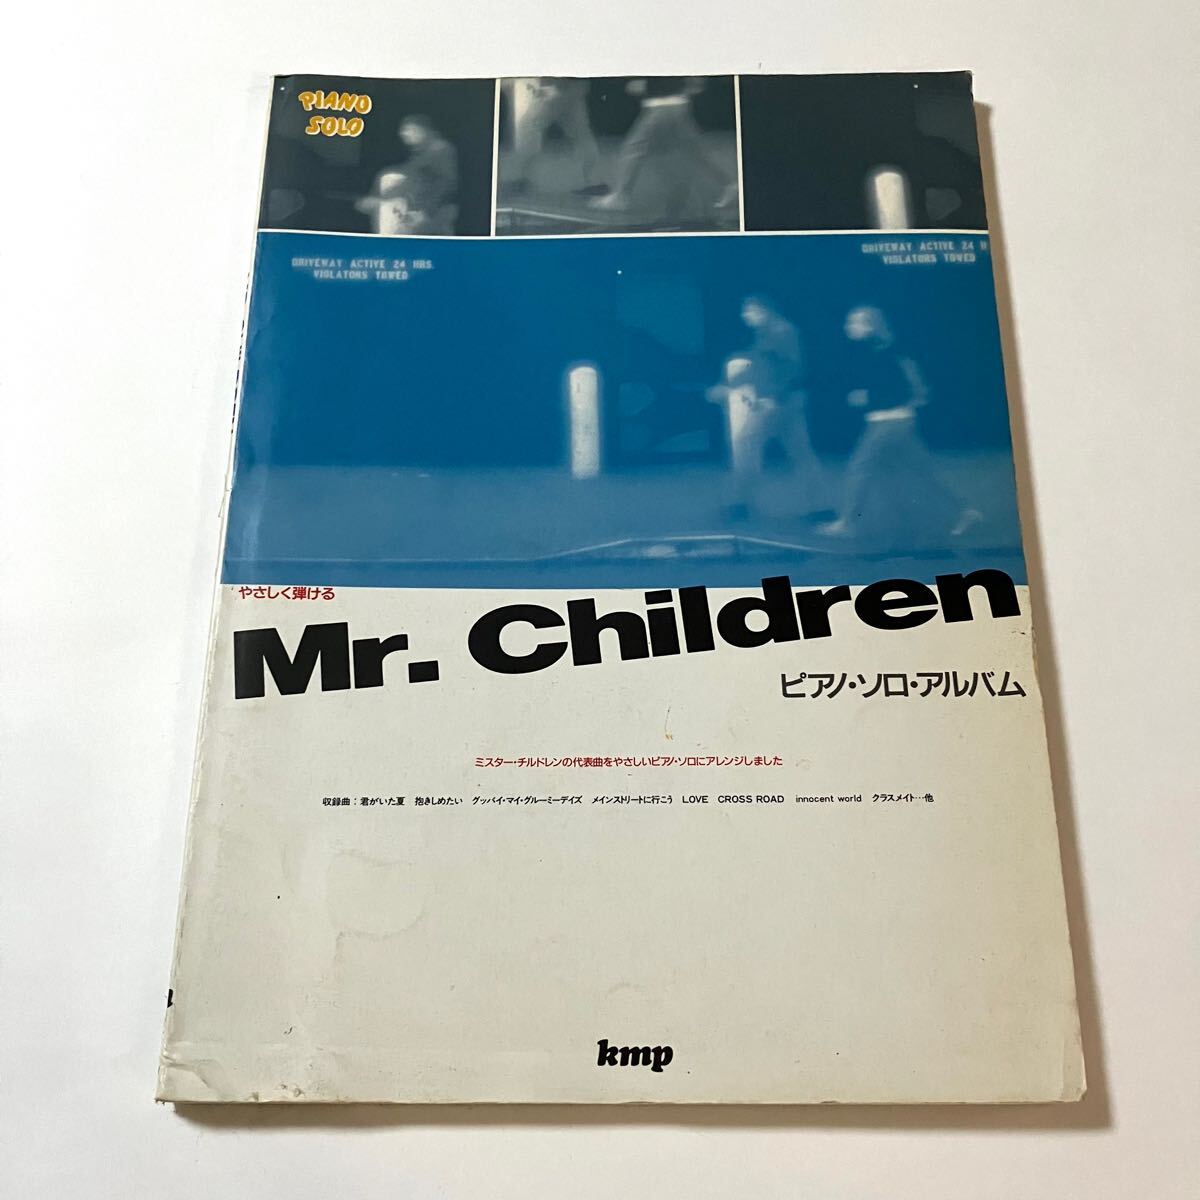 PIANO
SOLO
DRIVEWAY ACTIVE 24 HRS.
VIOLATORS TOWED
DRIVEWAY ACTIVE 24 H
VIOLATORS TOWED
やさしく弾ける
Mr. Children
ピアノ・ソロ・アルバム
ミスター・チルドレンの代表曲をやさしいピアノ・ソロにアレンジしました
収録曲：君がいた夏 抱きしめたい グッバイ・マイ・グルーミーデイズ メインストリートに行こう LOVE CROSS ROAD innocent world クラスメイト…他
kmp